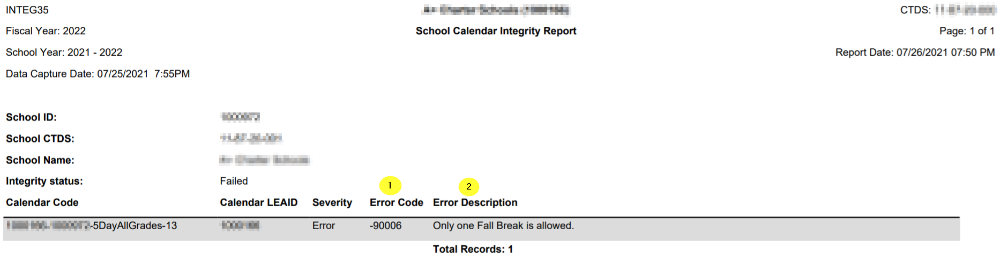 INTEG35
CTDS:
Fiscal Year: 2022
School Calendar Integrity Report
Page: 1 of 1
School Year: 2021 - 2022
Report Date: 07/26/2021 07:50 PM
Data Capture Date: 07/25/2021 7:55PM
School ID:
School CTDS:
School Name:
Integrity status: Failed
1
2
Calendar Code Calendar LEAID Severity Error Code Error Description
-5DayAllGrades-13 Error -90006 Only one Fall Break is allowed.
Total Records: 1